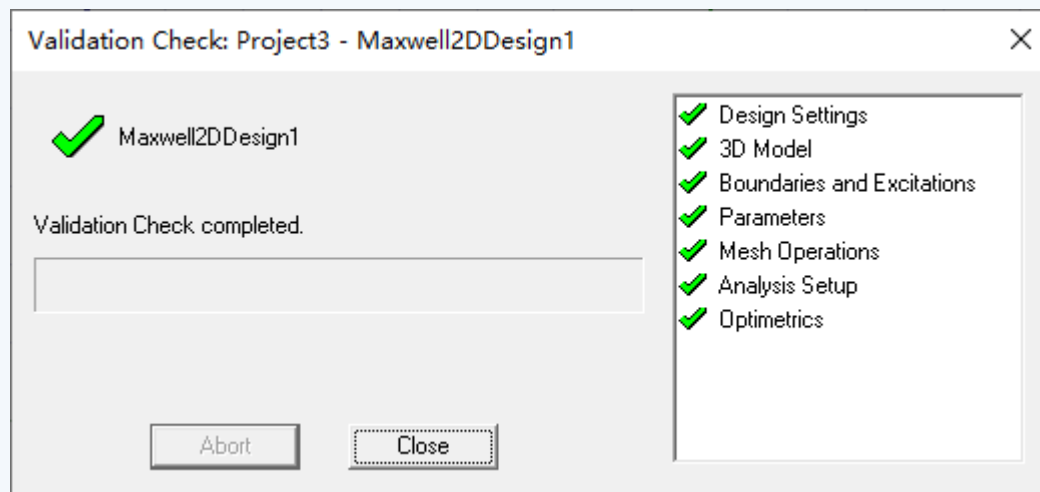 Validation Check: Project3 - Maxwell2DDesign1
Maxwell2DDesign1
Validation Check completed.
Abort
Close
Design Settings
3D Model
Boundaries and Excitations
Parameters
Mesh Operations
Analysis Setup
Optimetrics